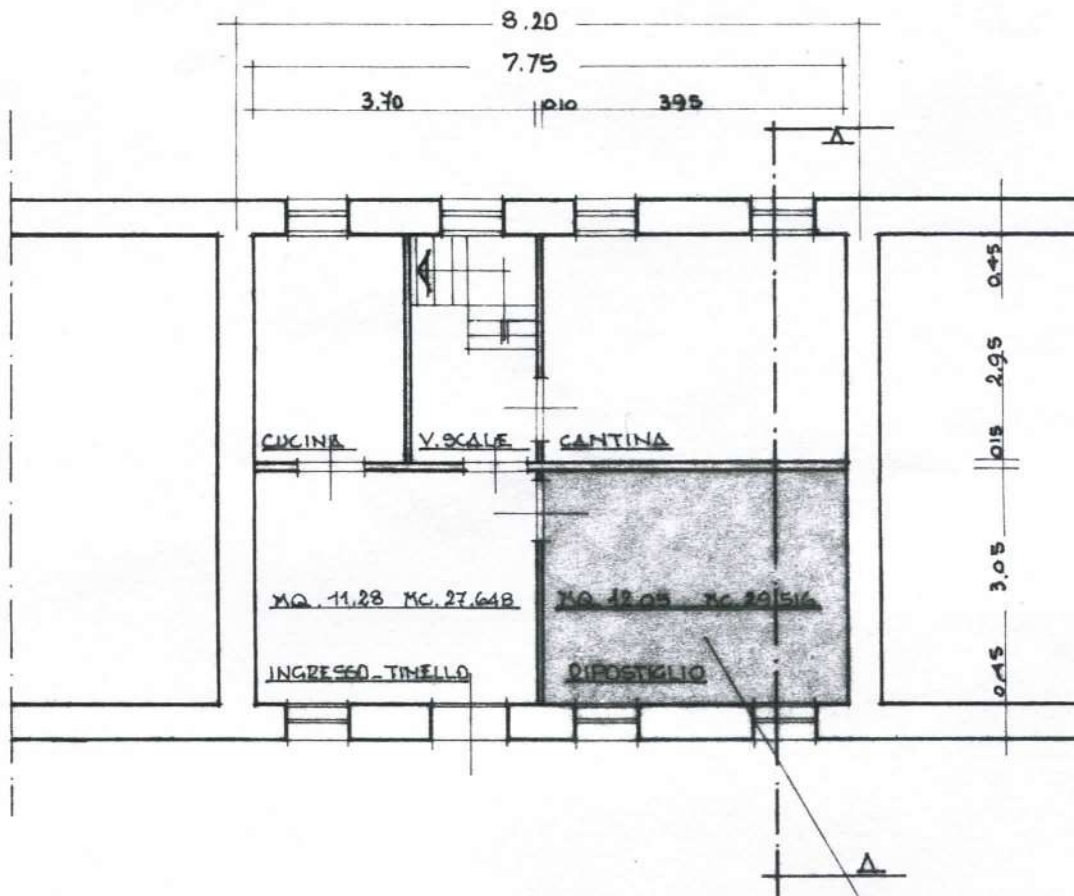 8.20
7.75
3.70 010 395
A
0.45
2.95
CUCINA V. SCALE CANTINA
015
3.05
MQ. 11.28 MC. 27.648 MQ. 12.05 MC. 29/516
INGRESSO-TINELLO RIPOSTIGLIO
0.45
A